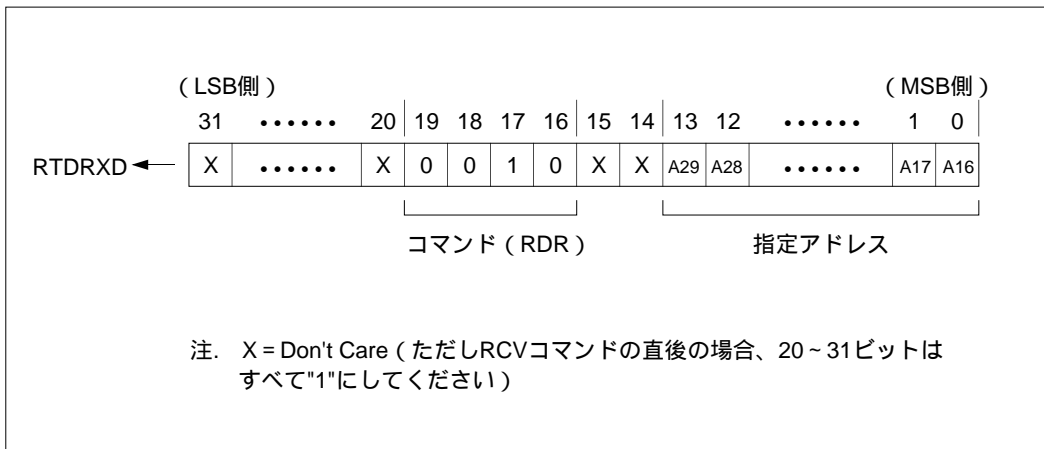 （LSB側） （MSB側）
31 •••••• 20 19 18 17 16 15 14 13 12 •••••• 1 0
RTDRXD X •••••• X 0 0 1 0 X X A29 A28 •••••• A17 A16
コマンド（RDR） 指定アドレス
注. X = Don't Care（ただしRCVコマンドの直後の場合、20～31ビットは
すべて"1"にしてください）